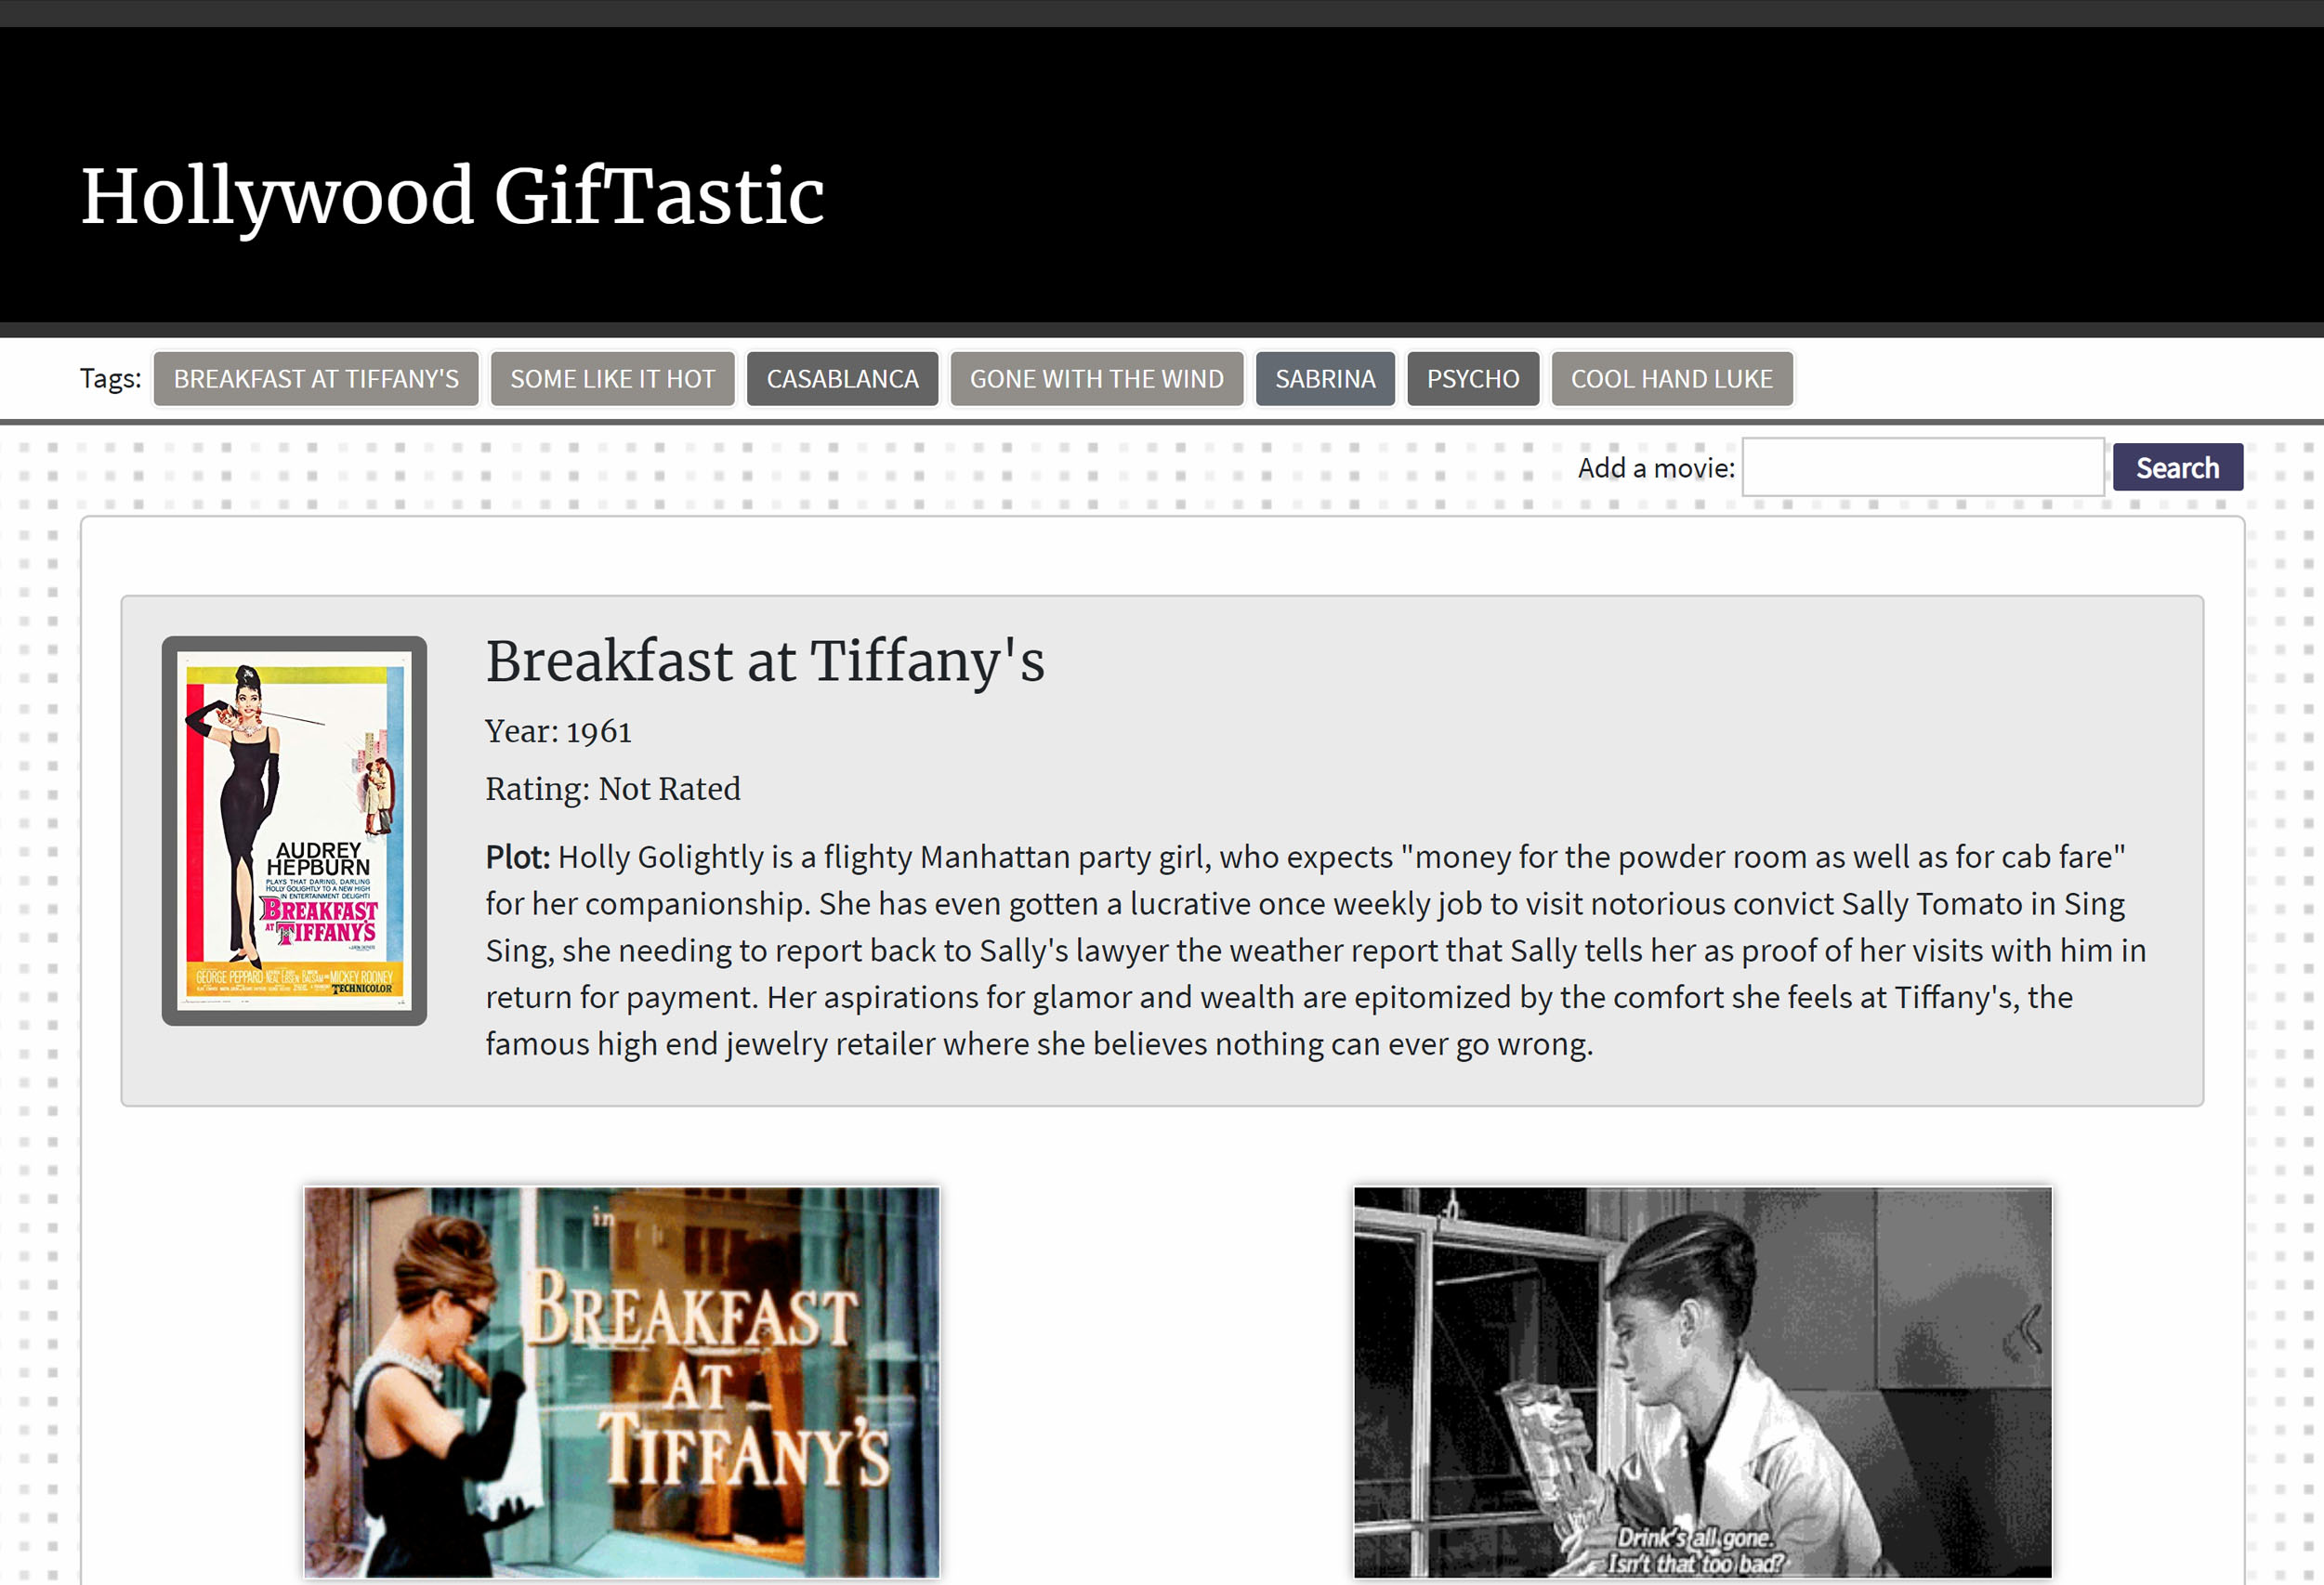 Hollywood GifTastic
Tags: BREAKFAST AT TIFFANY'S SOME LIKE IT HOT CASABLANCA GONE WITH THE WIND SABRINA PSYCHO COOL HAND LUKE
Add a movie: Search
Breakfast at Tiffany's
Year: 1961
Rating: Not Rated
Plot: Holly Golightly is a flighty Manhattan party girl, who expects "money for the powder room as well as for cab fare"
for her companionship. She has even gotten a lucrative once weekly job to visit notorious convict Sally Tomato in Sing
Sing, she needing to report back to Sally's lawyer the weather report that Sally tells her as proof of her visits with him in
return for payment. Her aspirations for glamor and wealth are epitomized by the comfort she feels at Tiffany's, the
famous high end jewelry retailer where she believes nothing can ever go wrong.
AUDREY
HEPBURN
PLAYS THAT DARING, DARLING
HOLLY GOLIGHTLY TO A NEW HIGH
IN ENTERTAINMENT DELIGHT!
BREAKFAST
AT TIFFANY'S
GEORGE PEPPARD MICKEY ROONEY
TECHNICOLOR
in
BREAKFAST
AT
TIFFANY'S
Drink's all gone.
Isn't that too bad?